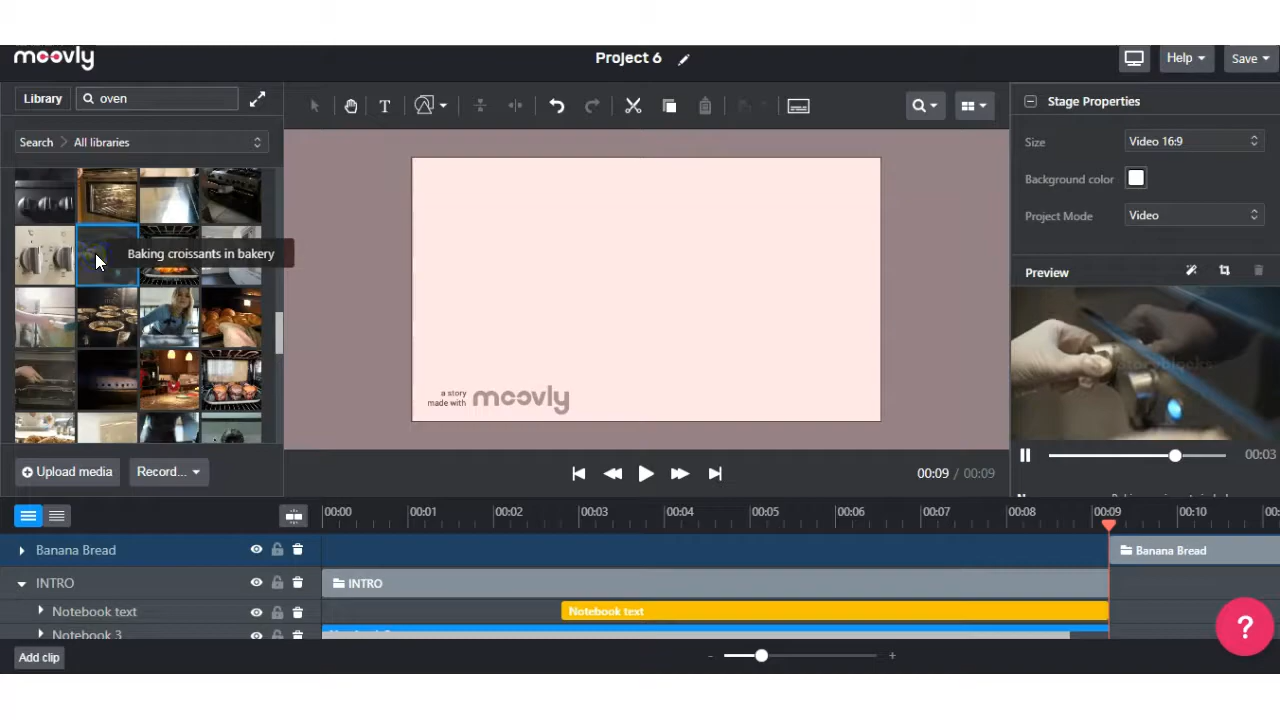 moovly
Project 6
Help
Save
Library
oven
T
Stage Properties
Search > All libraries
Size
Video 16:9
Background color
Project Mode
Video
Baking croissants in bakery
Preview
a story
made with moovly
Upload media
Record...
00:09 / 00:09
00:03
00:00 00:01 00:02 00:03 00:04 00:05 00:06 00:07 00:08 00:09 00:10 00:
Banana Bread
Banana Bread
INTRO
INTRO
Notebook text
Notebook text
Notebook 3
?
Add clip
- +